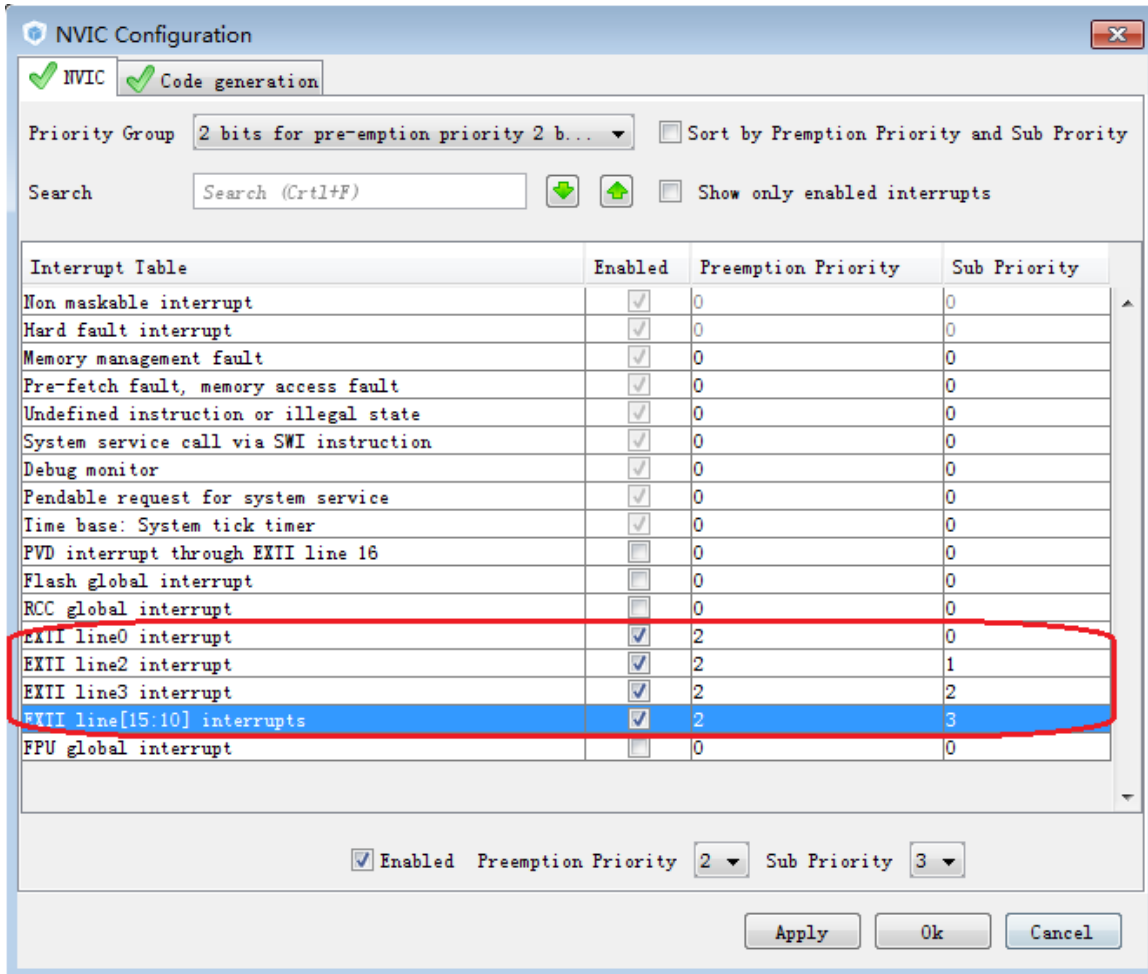 NVIC Configuration
NVIC Code generation
Priority Group 2 bits for pre-emption priority 2 b... Sort by Premption Priority and Sub Prority
Search Search (Crtl+F) Show only enabled interrupts
Interrupt Table Enabled Preemption Priority Sub Priority
Non maskable interrupt 0 0
Hard fault interrupt 0 0
Memory management fault 0 0
Pre-fetch fault, memory access fault 0 0
Undefined instruction or illegal state 0 0
System service call via SWI instruction 0 0
Debug monitor 0 0
Pendable request for system service 0 0
Time base: System tick timer 0 0
PVD interrupt through EXTI line 16 0 0
Flash global interrupt 0 0
RCC global interrupt 0 0
EXTI line0 interrupt 2 0
EXTI line2 interrupt 2 1
EXTI line3 interrupt 2 2
EXTI line[15:10] interrupts 2 3
FPU global interrupt 0 0
Enabled Preemption Priority 2 Sub Priority 3
Apply Ok Cancel